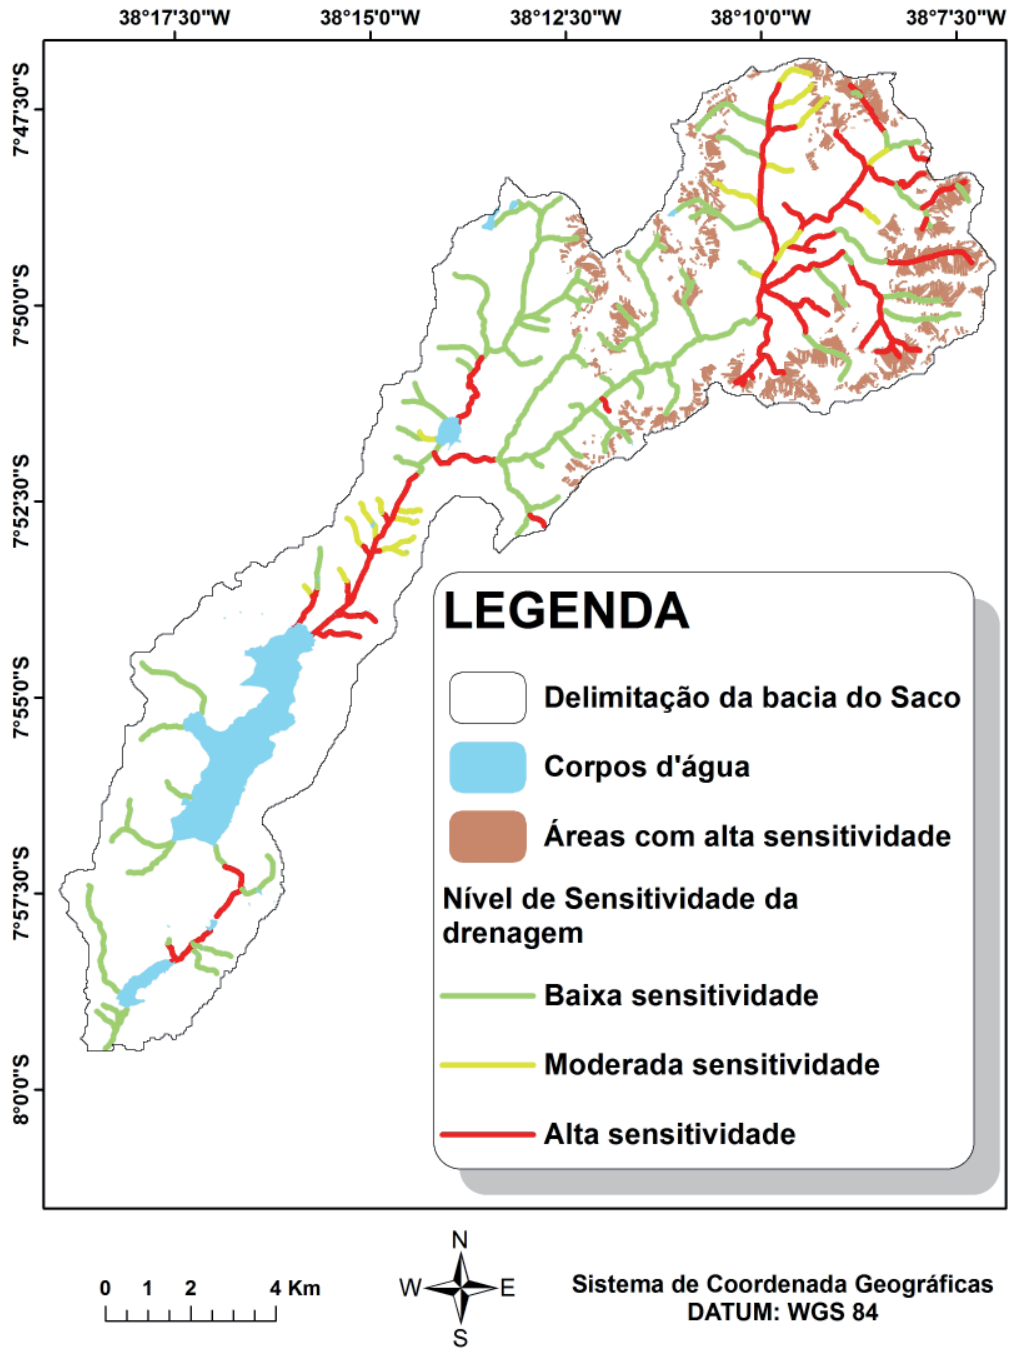 38°17'30"W 38°15'0"W 38°12'30"W 38°10'0"W 38°7'30"W
7°47'30"S
7°50'0"S
7°52'30"S
7°55'0"S
7°57'30"S
8°0'0"S
LEGENDA
Delimitação da bacia do Saco
Corpos d'água
Áreas com alta sensitividade
Nível de Sensitividade da
drenagem
Baixa sensitividade
Moderada sensitividade
Alta sensitividade
0 1 2 4 Km
N
W E
S
Sistema de Coordenada Geográficas
DATUM: WGS 84